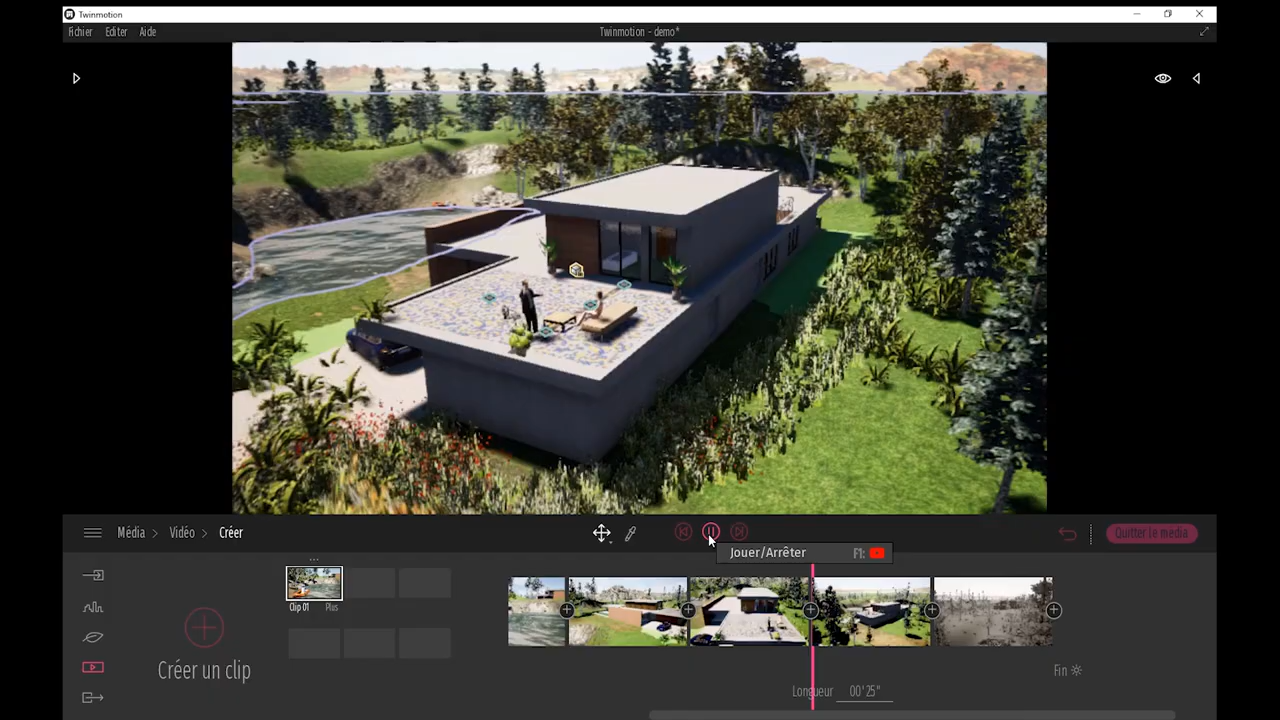 Twinmotion
Fichier Editer Aide
Twinmotion - demo*
Média > Vidéo > Créer
Quitter le média
Jouer/Arrêter F1:
Clip 01 Plus
Créer un clip
Fin
Longueur 00'25"